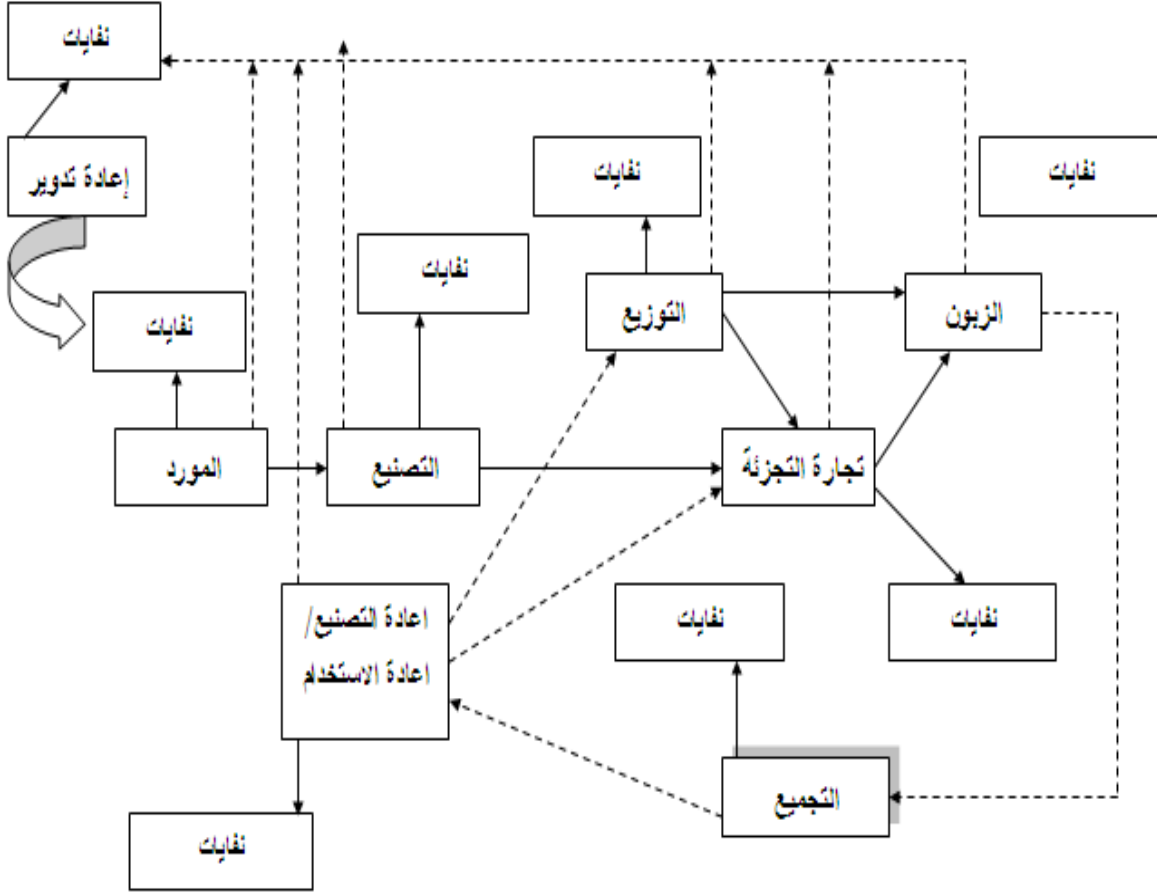 نفايات
إعادة تدوير
نفايات
نفايات
نفايات
نفايات
التوزيع
الزبون
نفايات
المورد
التصنيع
تجارة التجزئة
اعادة التصنيع/
اعادة الاستخدام
نفايات
نفايات
التجميع
نفايات